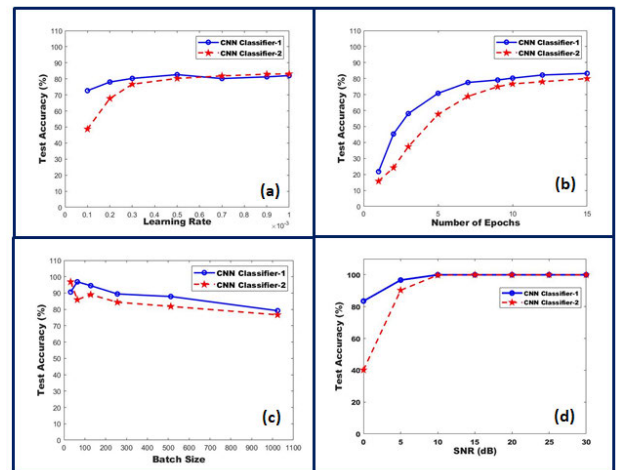 110
100
90
80
70
60
50
40
30
20
10
0
Test Accuracy (%)
CNN Classifier-1
CNN Classifier-2
(a)
0 0.1 0.2 0.3 0.4 0.5 0.6 0.7 0.8 0.9 1
Learning Rate
×10⁻³
110
100
90
80
70
60
50
40
30
20
10
0
Test Accuracy (%)
CNN Classifier-1
CNN Classifier-2
(b)
0 5 10 15
Number of Epochs
110
100
90
80
70
60
50
40
30
20
10
0
Test Accuracy (%)
CNN Classifier-1
CNN Classifier-2
(c)
0 100 200 300 400 500 600 700 800 900 1000 1100
Batch Size
100
80
60
40
20
0
Test Accuracy (%)
CNN Classifier-1
CNN Classifier-2
(d)
0 5 10 15 20 25 30
SNR (dB)